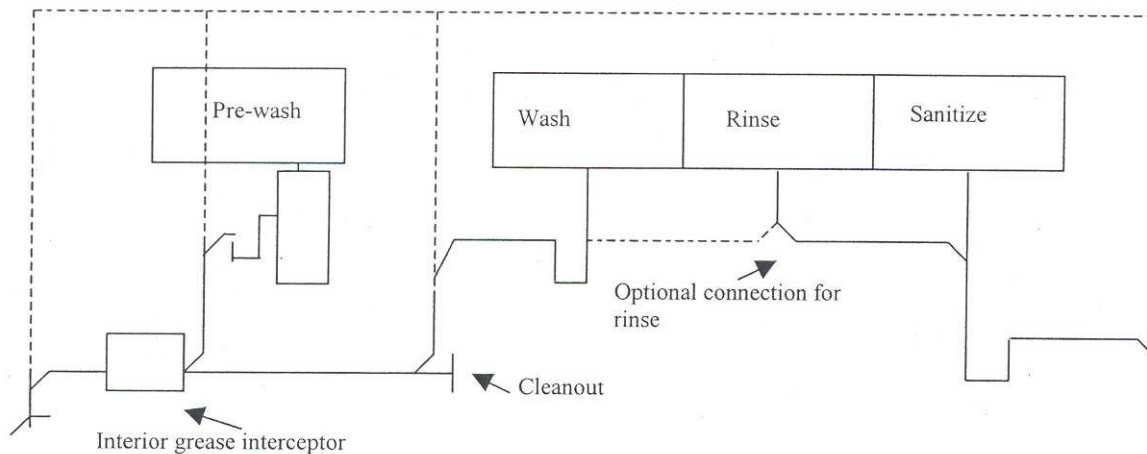 Pre-wash
Wash
Rinse
Sanitize
Optional connection for
rinse
Cleanout
Interior grease interceptor